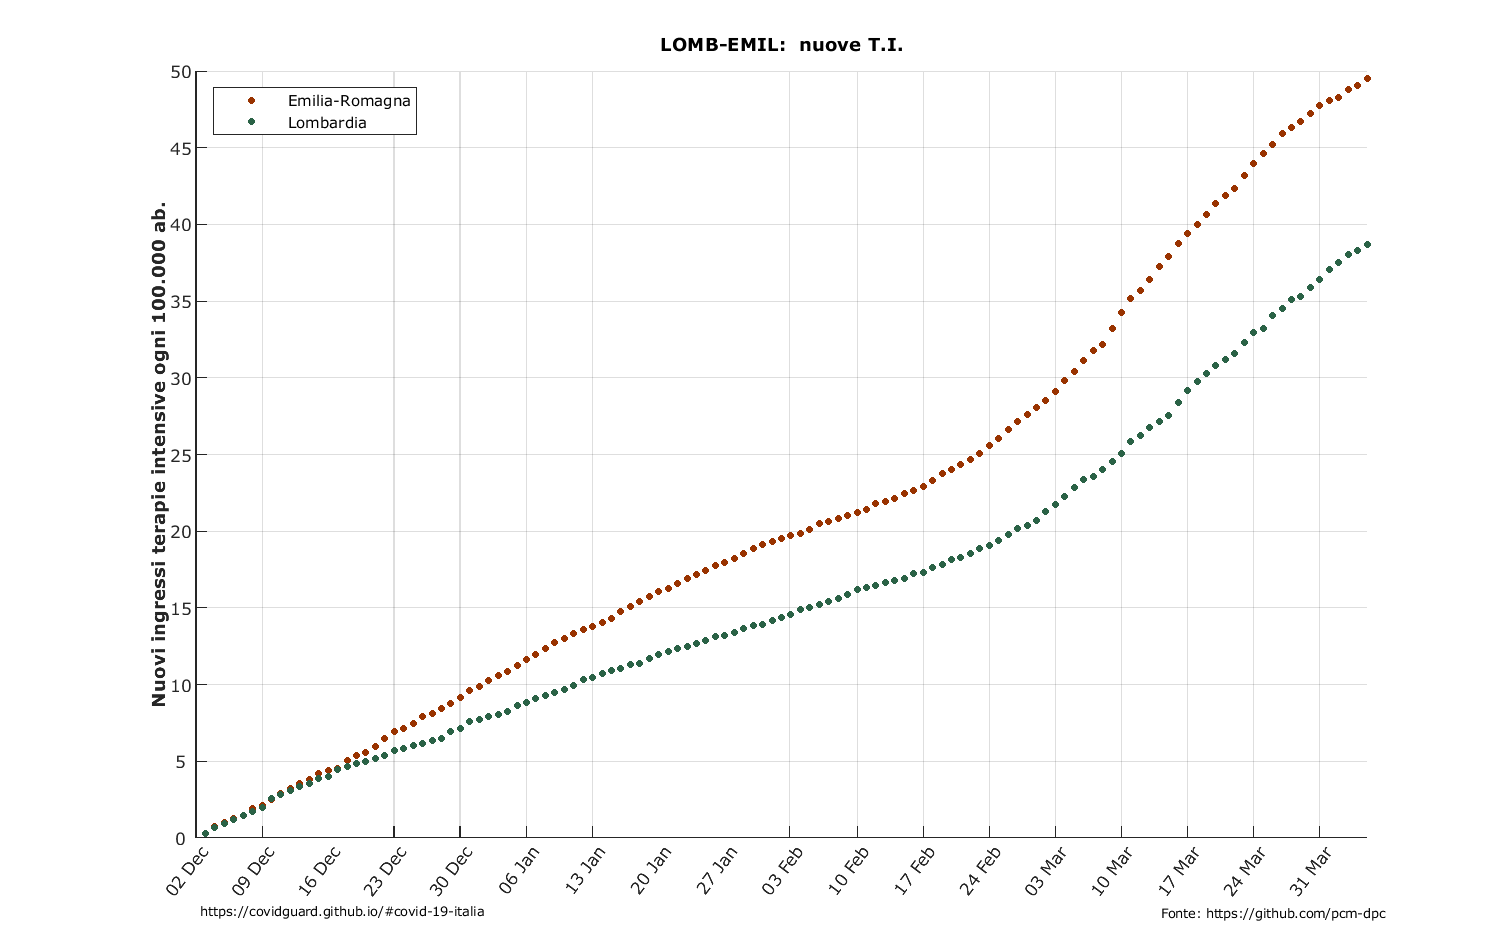 LOMB-EMIL: nuove T.I.
Emilia-Romagna
Lombardia
Nuovi ingressi terapie intensive ogni 100.000 ab.
50
45
40
35
30
25
20
15
10
5
0
02 Dec
09 Dec
16 Dec
23 Dec
30 Dec
06 Jan
13 Jan
20 Jan
27 Jan
03 Feb
10 Feb
17 Feb
24 Feb
03 Mar
10 Mar
17 Mar
24 Mar
31 Mar
https://covidguard.github.io/#covid-19-italia
Fonte: https://github.com/pcm-dpc